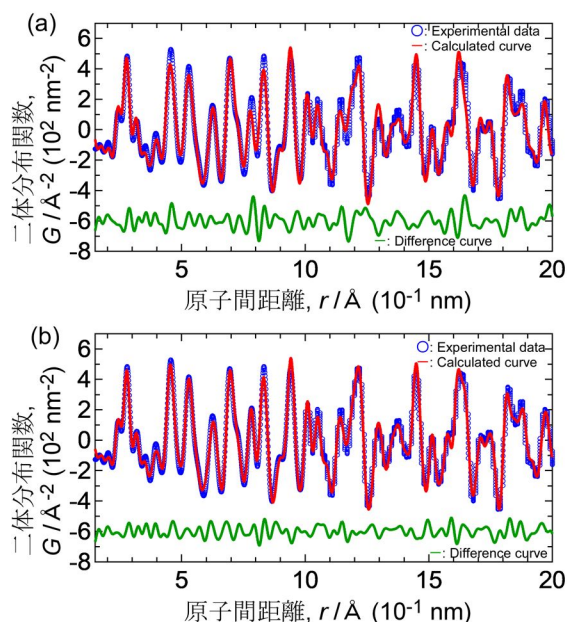 (a)
○: Experimental data
–: Calculated curve
6
4
2
0
-2
-4
-6
-8
二体分布関数,
G / Å-2 (10² nm-2)
–: Difference curve
5 10 15 20
原子間距離, r / Å (10-1 nm)
(b)
○: Experimental data
–: Calculated curve
6
4
2
0
-2
-4
-6
-8
二体分布関数,
G / Å-2 (10² nm-2)
–: Difference curve
5 10 15 20
原子間距離, r / Å (10-1 nm)